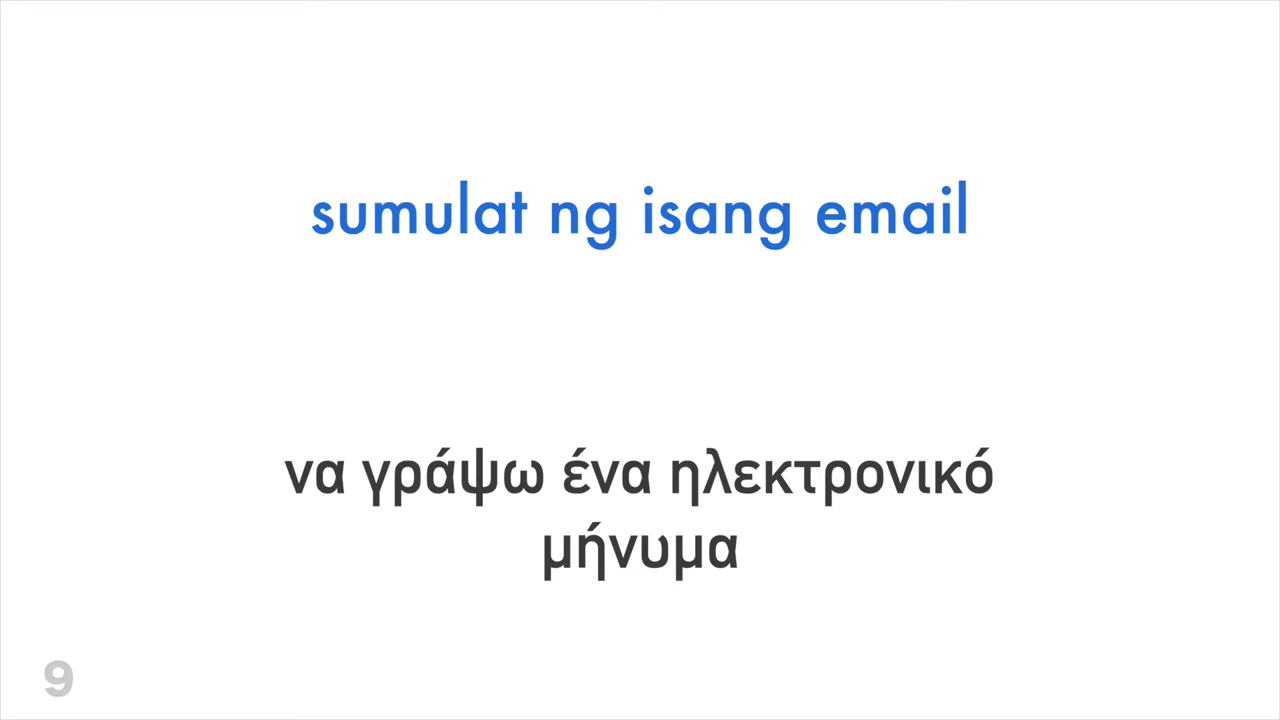 sumulat ng isang email
να γράψω ένα ηλεκτρονικό
μήνυμα
9